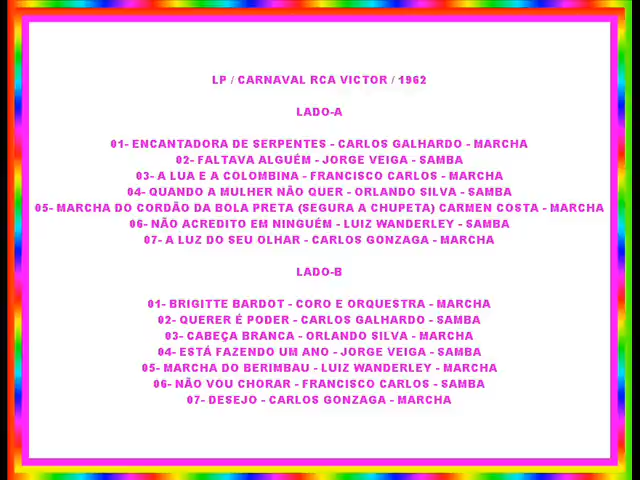 LP / CARNAVAL RCA VICTOR / 1962
LADO-A
01- ENCANTADORA DE SERPENTES - CARLOS GALHARDO - MARCHA
02- FALTAVA ALGUÉM - JORGE VEIGA - SAMBA
03- A LUA E A COLOMBINA - FRANCISCO CARLOS - MARCHA
04- QUANDO A MULHER NÃO QUER - ORLANDO SILVA - SAMBA
05- MARCHA DO CORDÃO DA BOLA PRETA (SEGURA A CHUPETA) CARMEN COSTA - MARCHA
06- NÃO ACREDITO EM NINGUÉM - LUIZ WANDERLEY - SAMBA
07- A LUZ DO SEU OLHAR - CARLOS GONZAGA - MARCHA
LADO-B
01- BRIGITTE BARDOT - CORO E ORQUESTRA - MARCHA
02- QUERER É PODER - CARLOS GALHARDO - SAMBA
03- CABEÇA BRANCA - ORLANDO SILVA - MARCHA
04- ESTÁ FAZENDO UM ANO - JORGE VEIGA - SAMBA
05- MARCHA DO BERIMBAU - LUIZ WANDERLEY - MARCHA
06- NÃO VOU CHORAR - FRANCISCO CARLOS - SAMBA
07- DESEJO - CARLOS GONZAGA - MARCHA